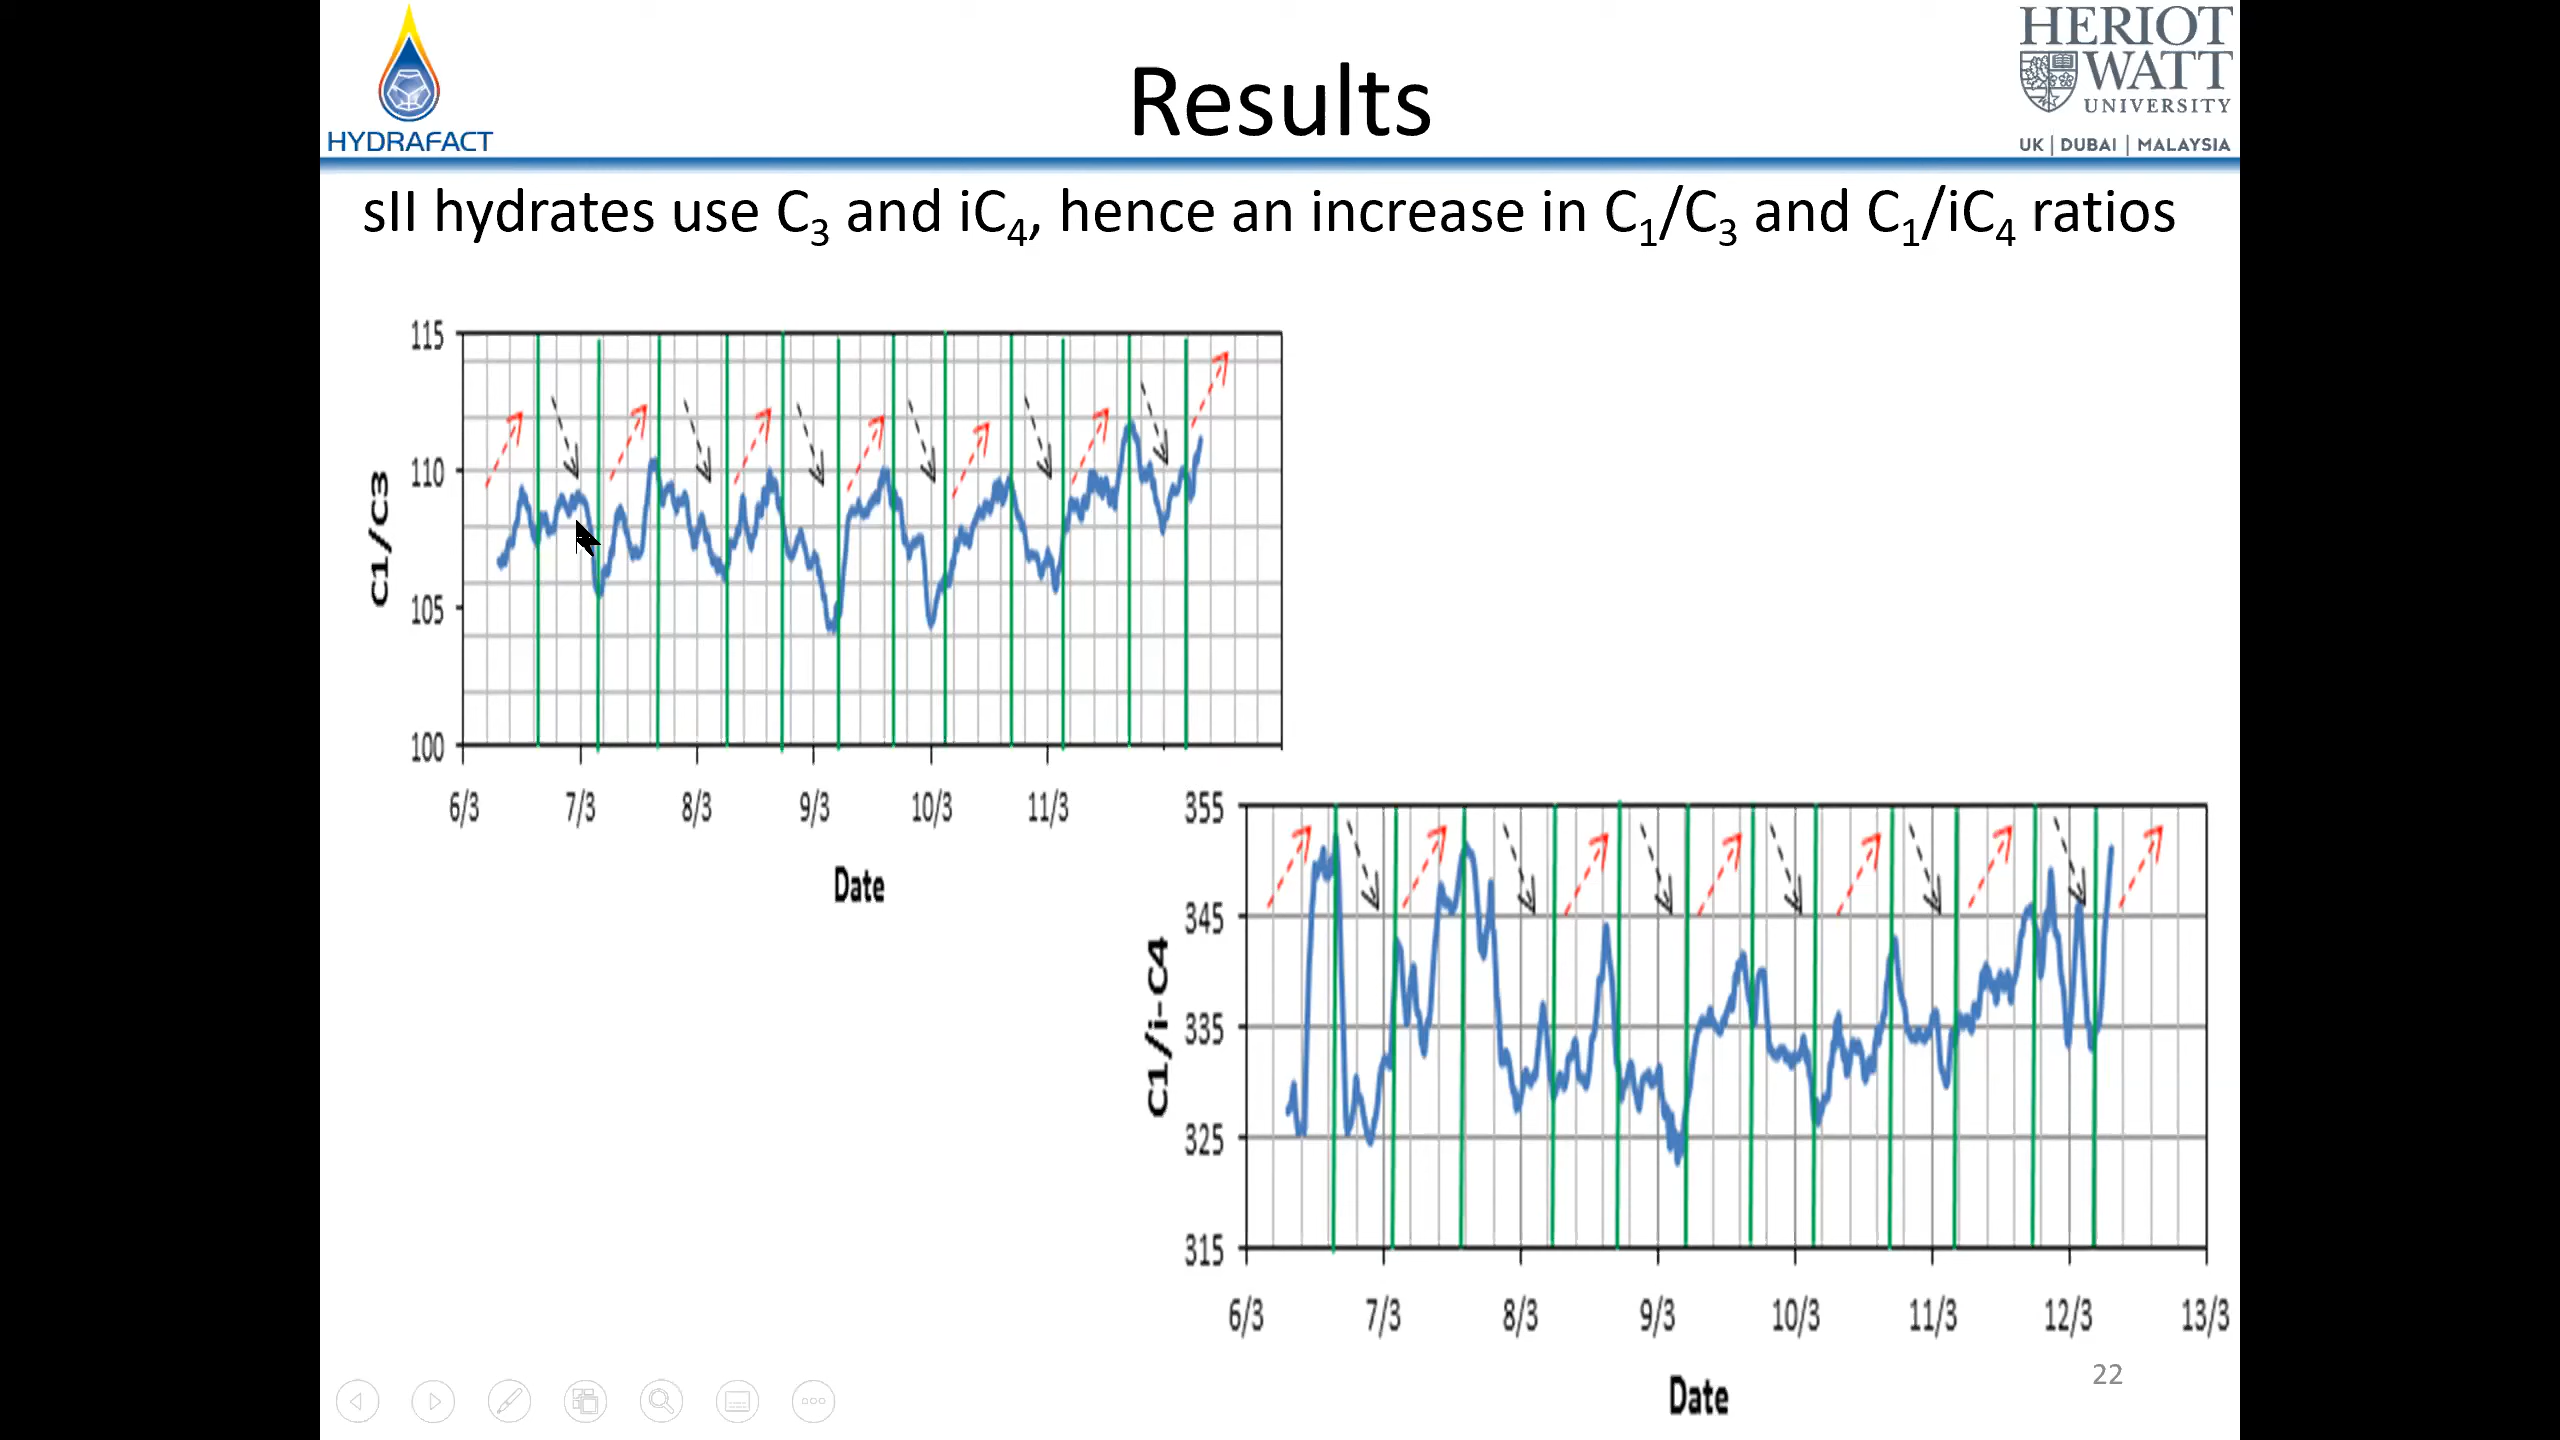 HYDRAFACT
HERIOT
WATT
UNIVERSITY
UK | DUBAI | MALAYSIA
Results
sII hydrates use C3 and iC4, hence an increase in C1/C3 and C1/iC4 ratios
115
110
105
100
C1/C3
6/3 7/3 8/3 9/3 10/3 11/3
Date
355
345
335
325
315
C1/i-C4
6/3 7/3 8/3 9/3 10/3 11/3 12/3 13/3
Date
22